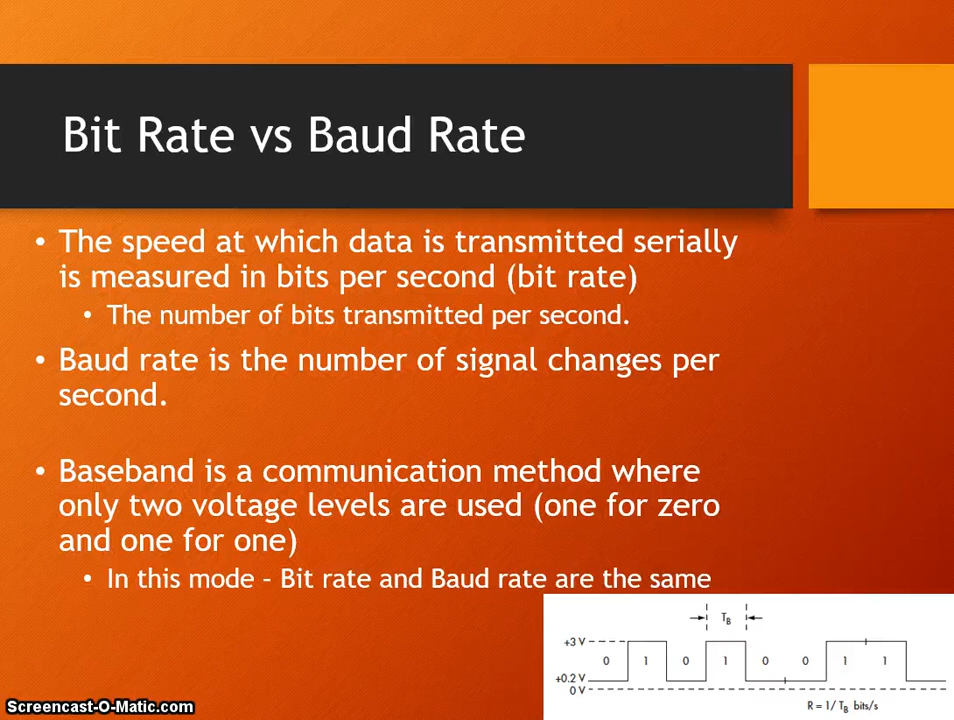 Bit Rate vs Baud Rate
• The speed at which data is transmitted serially
is measured in bits per second (bit rate)
• The number of bits transmitted per second.
• Baud rate is the number of signal changes per
second.
• Baseband is a communication method where
only two voltage levels are used (one for zero
and one for one)
• In this mode – Bit rate and Baud rate are the same
TB
+3 V
0 1 0 1 0 0 1 1
+0.2 V
0 V
R = 1/ TB bits/s
Screencast-O-Matic.com